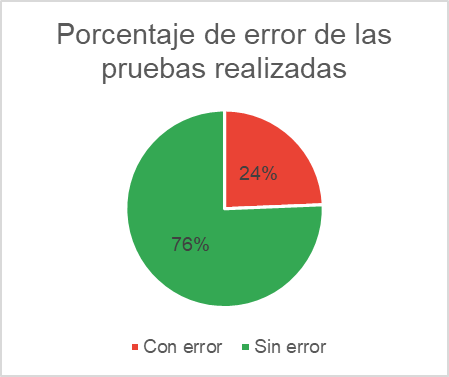 Porcentaje de error de las
pruebas realizadas
24%
76%
Con error
Sin error